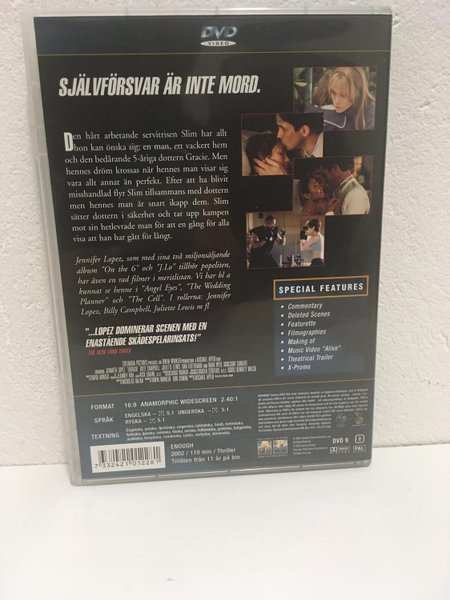 DVD
VIDEO
SJÄLVFÖRSVAR ÄR INTE MORD.
Den hårt arbetande servitrisen Slim har allt
hon kan önska sig; en man, ett vackert hem
och den bedårande 5-åriga dottern Gracie. Men
hennes dröm krossas när hennes man visar sig
vara allt annat än perfekt. Efter att ha blivit
misshandlad flyr Slim tillsammans med dottern
men hennes man är snart ikapp dem. Slim
sätter dottern i säkerhet och tar upp kampen
mot sin hetlevrade man för att en gång för alla
visa att han har gått för långt.
Jennifer Lopez, som med sina två miljonsäljande
album "On the 6" och "J.Lo" tillhör popeliten,
har även en rad filmer i meritlistan. Vi har bl a
kunnat se henne i "Angel Eyes", "The Wedding
Planner" och "The Cell". I rollerna: Jennifer
Lopez, Billy Campbell, Juliette Lewis m fl
"...LOPEZ DOMINERAR SCENEN MED EN
ENASTÅENDE SKÅDESPELARINSATS!"
THE NEW YORK TIMES
SPECIAL FEATURES
• Commentary
• Deleted Scenes
• Featurette
• Filmographies
• Making of
• Music Video "Alive"
• Theatrical Trailer
• X-Promo
FORMAT 16:9 ANAMORPHIC WIDESCREEN 2.40:1
SPRÅK ENGELSKA - 5.1 UNGERSKA - 5.1
RYSKA - 5.1
TEXTNING
ENOUGH
2002 / 110 min / Thriller
Tillåten från 11 år på bio
7 332421 012281
DVD 9
2
PAL